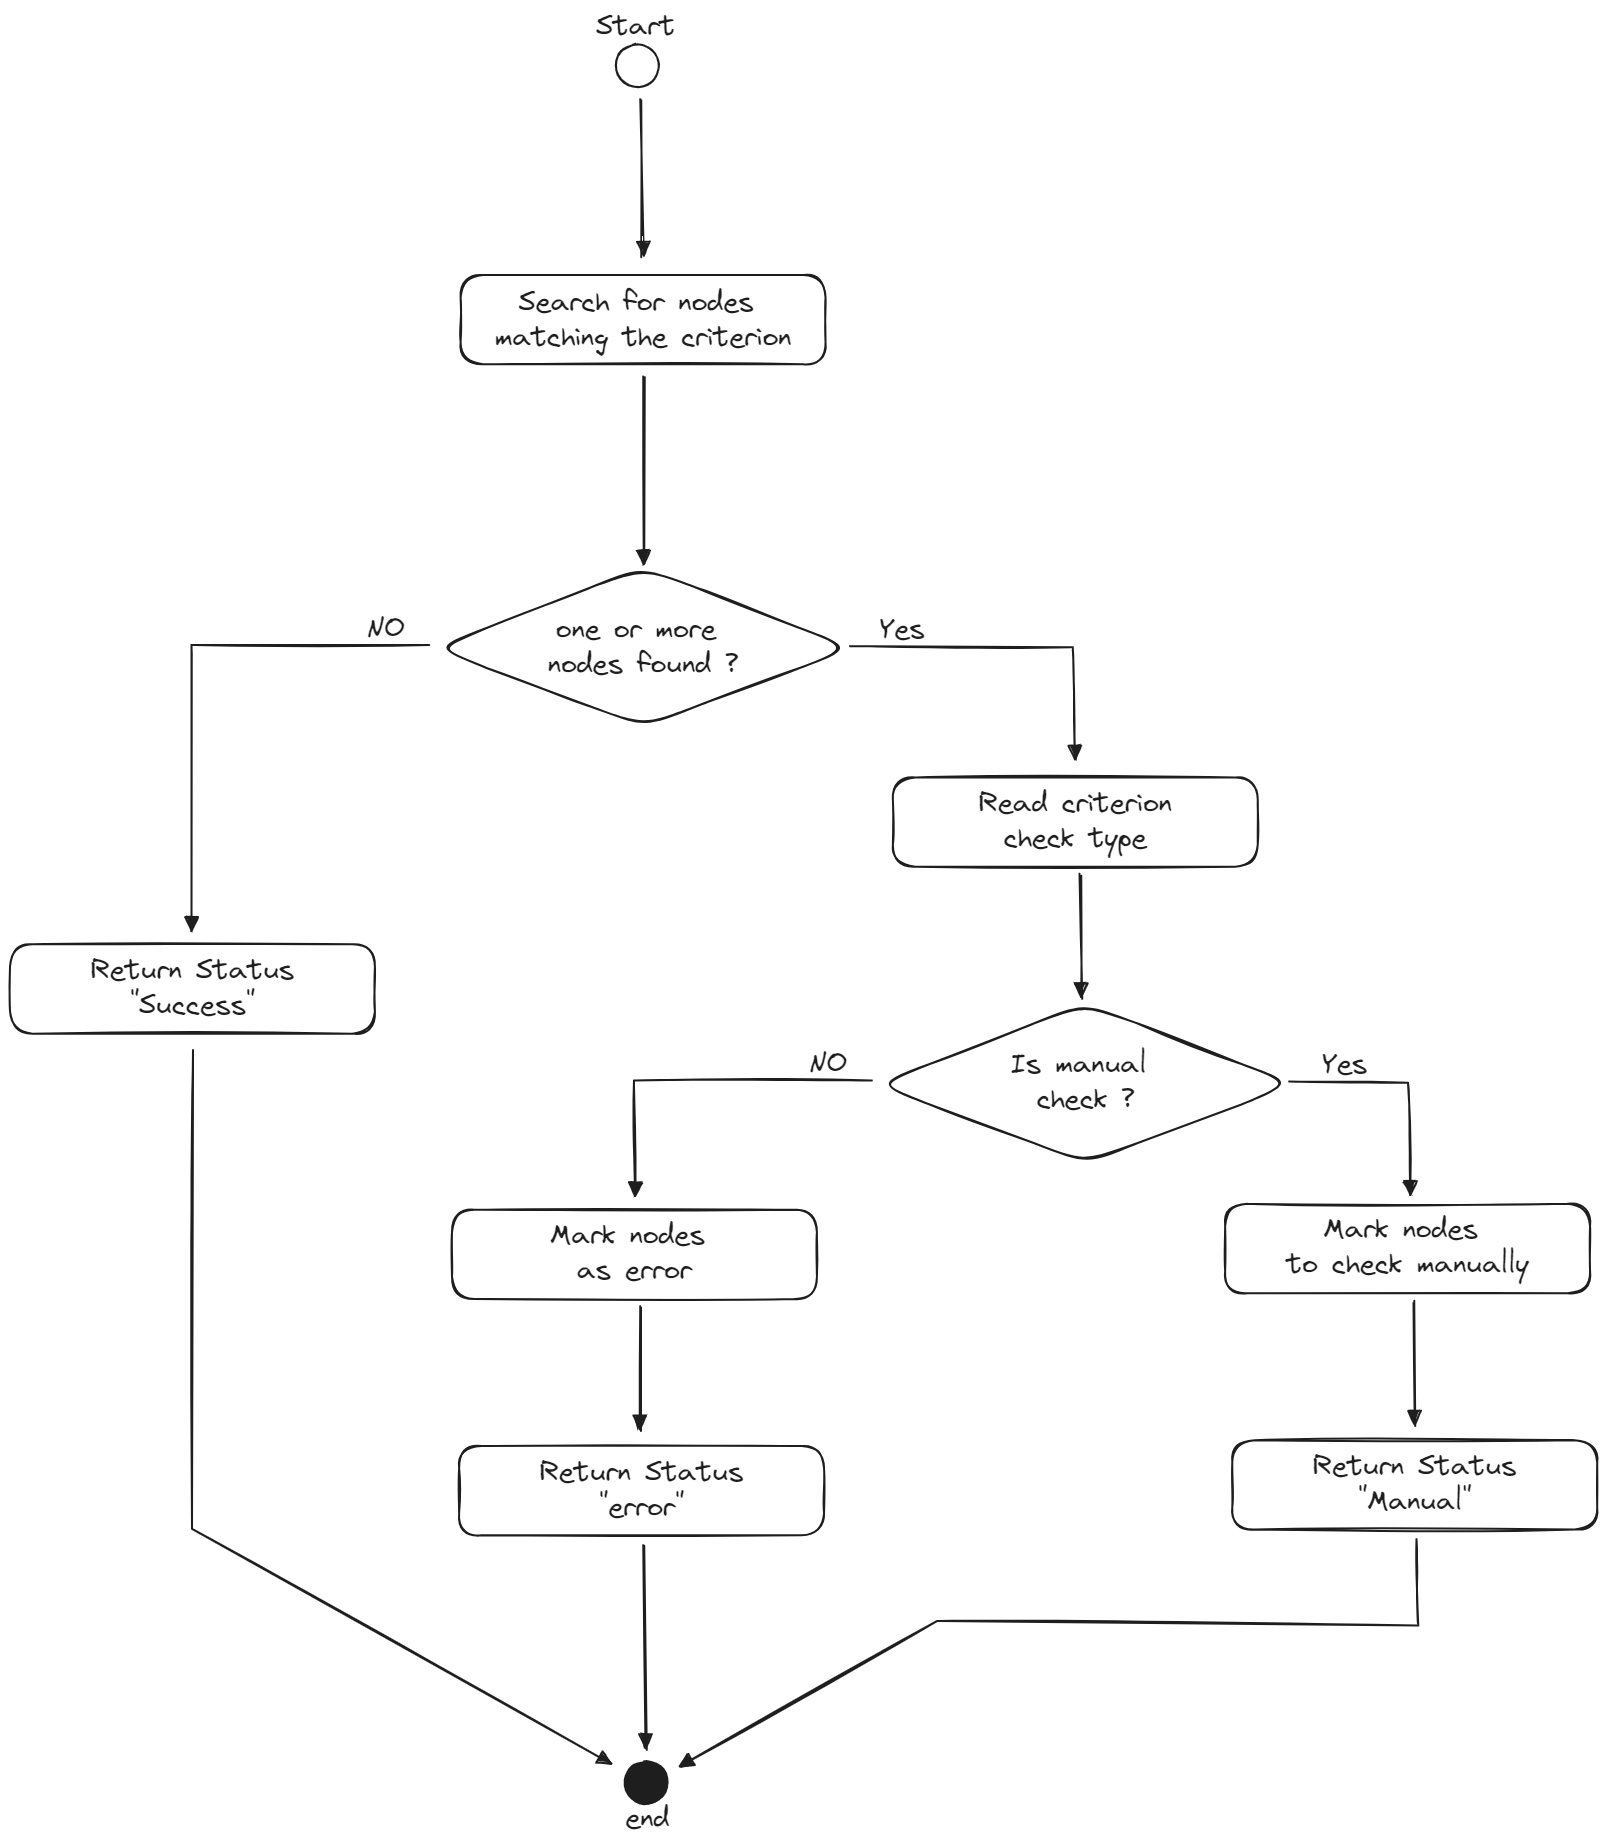 Start
Search for nodes
matching the criterion
one or more
nodes found ?
NO
Yes
Read criterion
check type
Return Status
"Success"
Is manual
check ?
NO
Yes
Mark nodes
as error
Mark nodes
to check manually
Return Status
"error"
Return Status
"Manual"
end